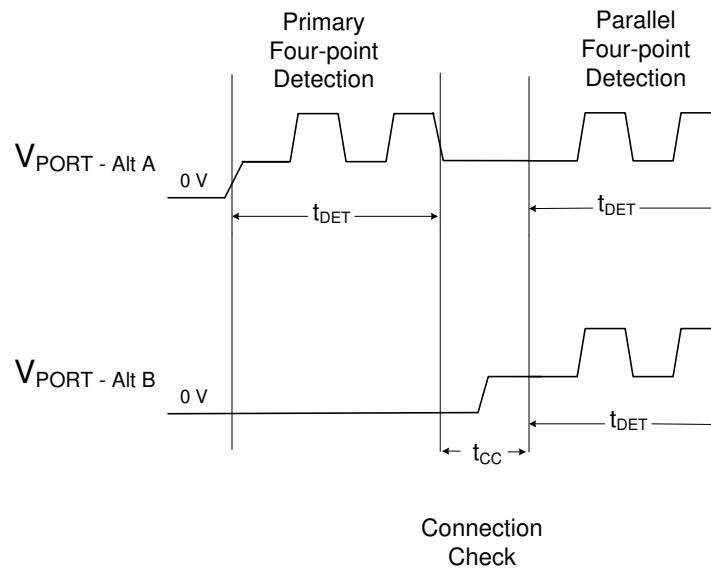 Primary
Four-point
Detection
Parallel
Four-point
Detection
VPORT - Alt A
0 V
tDET
tDET
VPORT - Alt B
0 V
tDET
tCC
Connection
Check